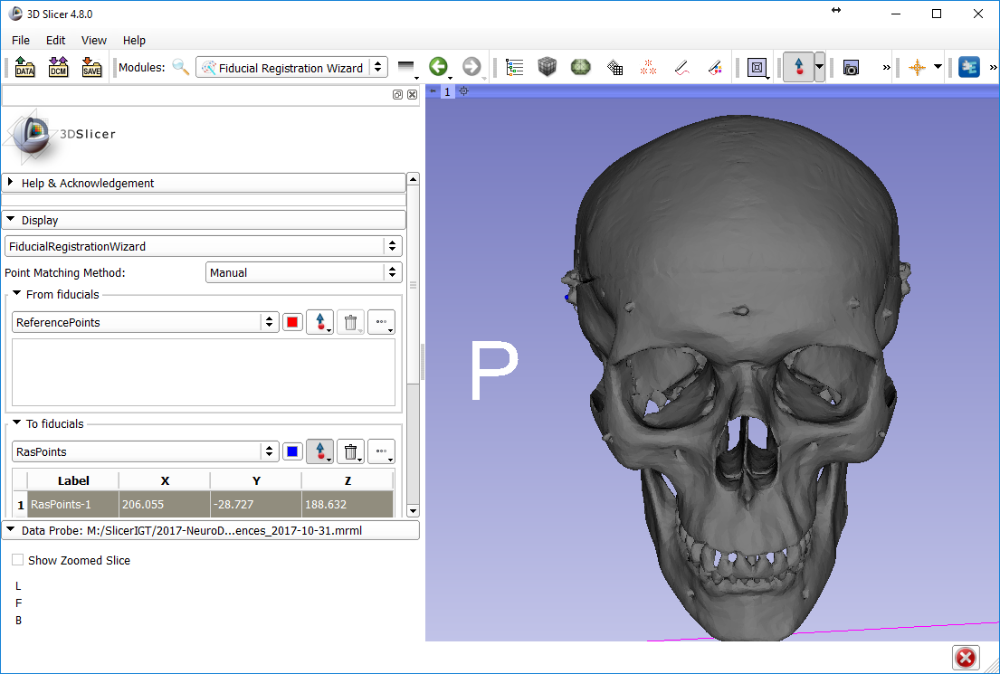 3D Slicer 4.8.0
File Edit View Help
DATA DCM SAVE Modules: Fiducial Registration Wizard » »
1
3DSlicer
Help & Acknowledgement
Display
FiducialRegistrationWizard
Point Matching Method: Manual
From fiducials
ReferencePoints
To fiducials
RasPoints
Label X Y Z
1 RasPoints-1 206.055 -28.727 188.632
Data Probe: M:/SlicerIGT/2017-NeuroD...ences_2017-10-31.mrml
Show Zoomed Slice
L
F
B
P